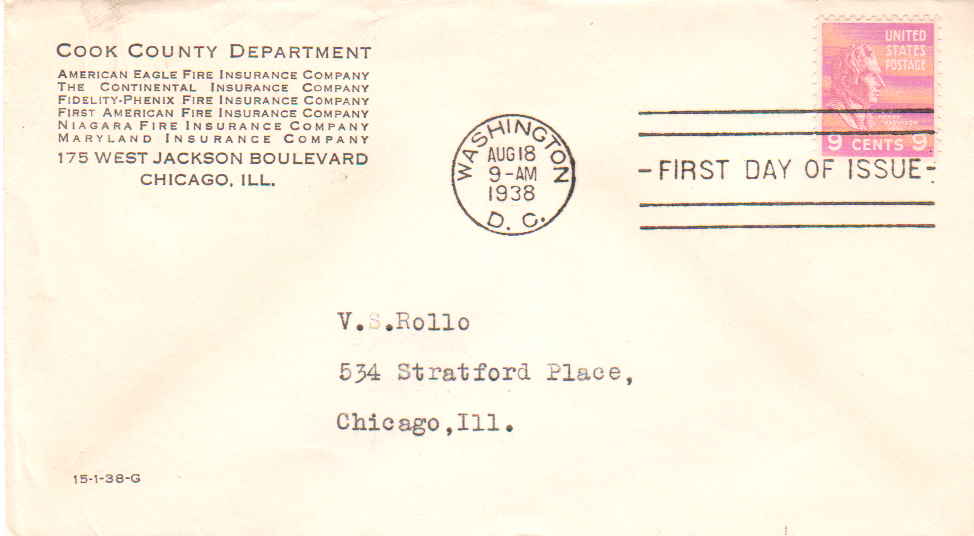 COOK COUNTY DEPARTMENT
AMERICAN EAGLE FIRE INSURANCE COMPANY
THE CONTINENTAL INSURANCE COMPANY
FIDELITY-PHENIX FIRE INSURANCE COMPANY
FIRST AMERICAN FIRE INSURANCE COMPANY
NIAGARA FIRE INSURANCE COMPANY
MARYLAND INSURANCE COMPANY
175 WEST JACKSON BOULEVARD
CHICAGO, ILL.
UNITED
STATES
POSTAGE
9 CENTS 9
WASHINGTON
AUG 18
9-AM
1938
D. C.
-FIRST DAY OF ISSUE-
V.S.Rollo
534 Stratford Place,
Chicago,Ill.
15-1-38-G